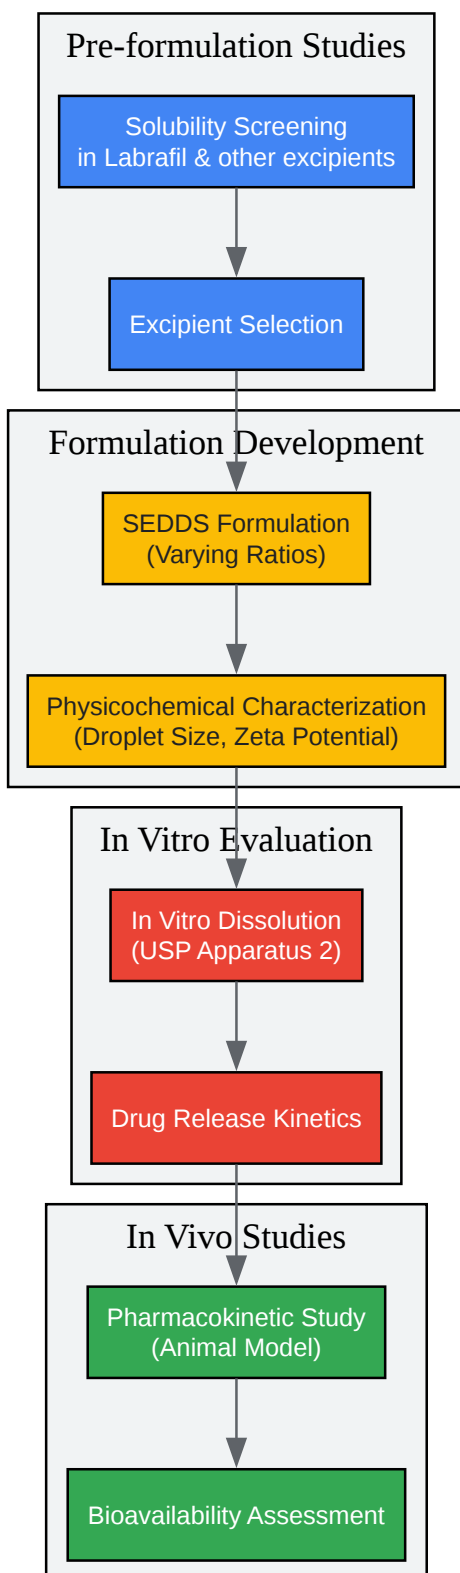 Pre-formulation Studies
Solubility Screening
in Labrafil & other excipients
Excipient Selection
Formulation Development
SEDDS Formulation
(Varying Ratios)
Physicochemical Characterization
(Droplet Size, Zeta Potential)
In Vitro Evaluation
In Vitro Dissolution
(USP Apparatus 2)
Drug Release Kinetics
In Vivo Studies
Pharmacokinetic Study
(Animal Model)
Bioavailability Assessment